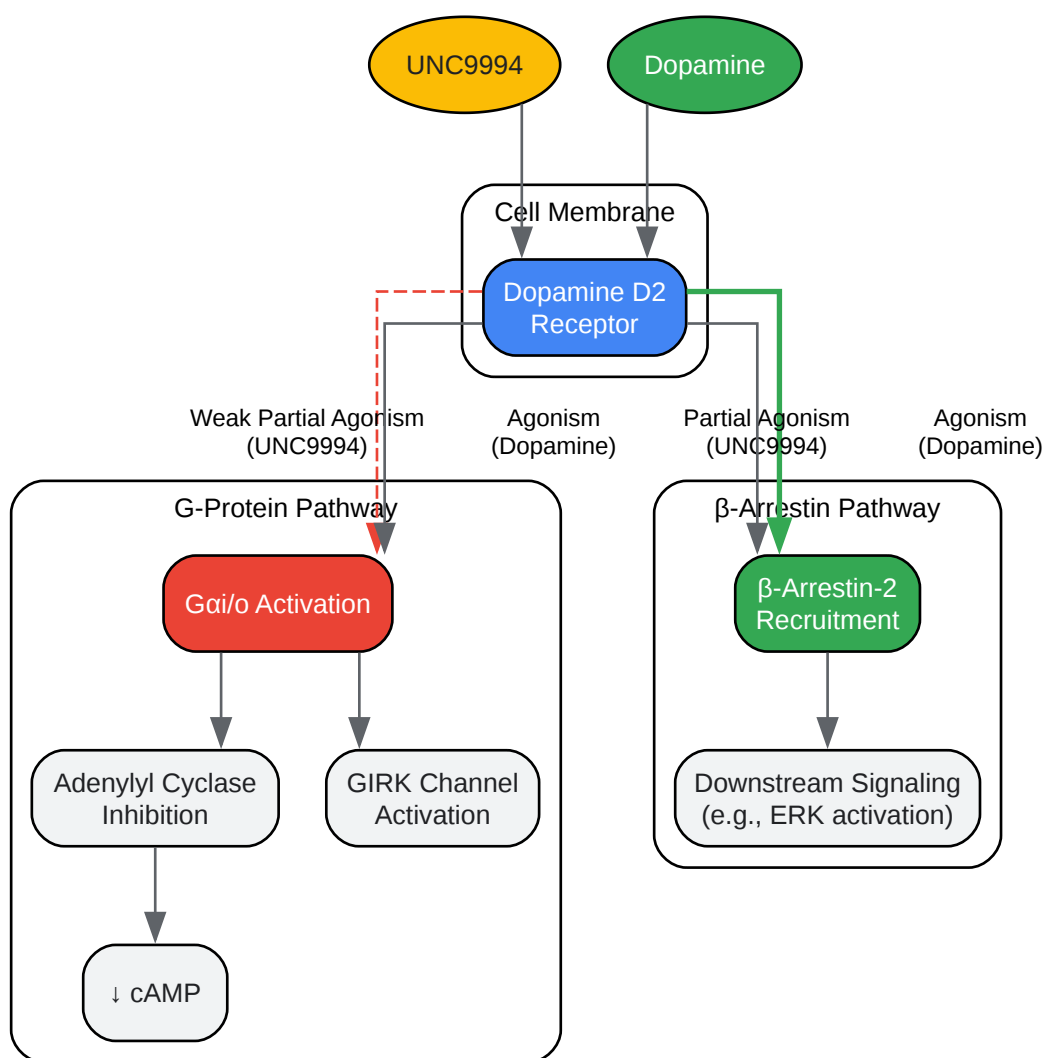 UNC9994
Dopamine
Cell Membrane
Dopamine D2
Receptor
Weak Partial Agonism
(UNC9994)
Agonism
(Dopamine)
Partial Agonism
(UNC9994)
Agonism
(Dopamine)
G-Protein Pathway
β-Arrestin Pathway
Gαi/o Activation
β-Arrestin-2
Recruitment
Adenylyl Cyclase
Inhibition
GIRK Channel
Activation
Downstream Signaling
(e.g., ERK activation)
↓ cAMP